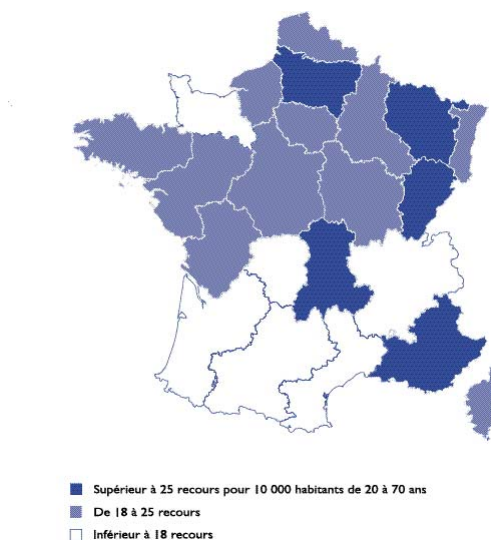 Supérieur à 25 recours pour 10 000 habitants de 20 à 70 ans
De 18 à 25 recours
Inférieur à 18 recours